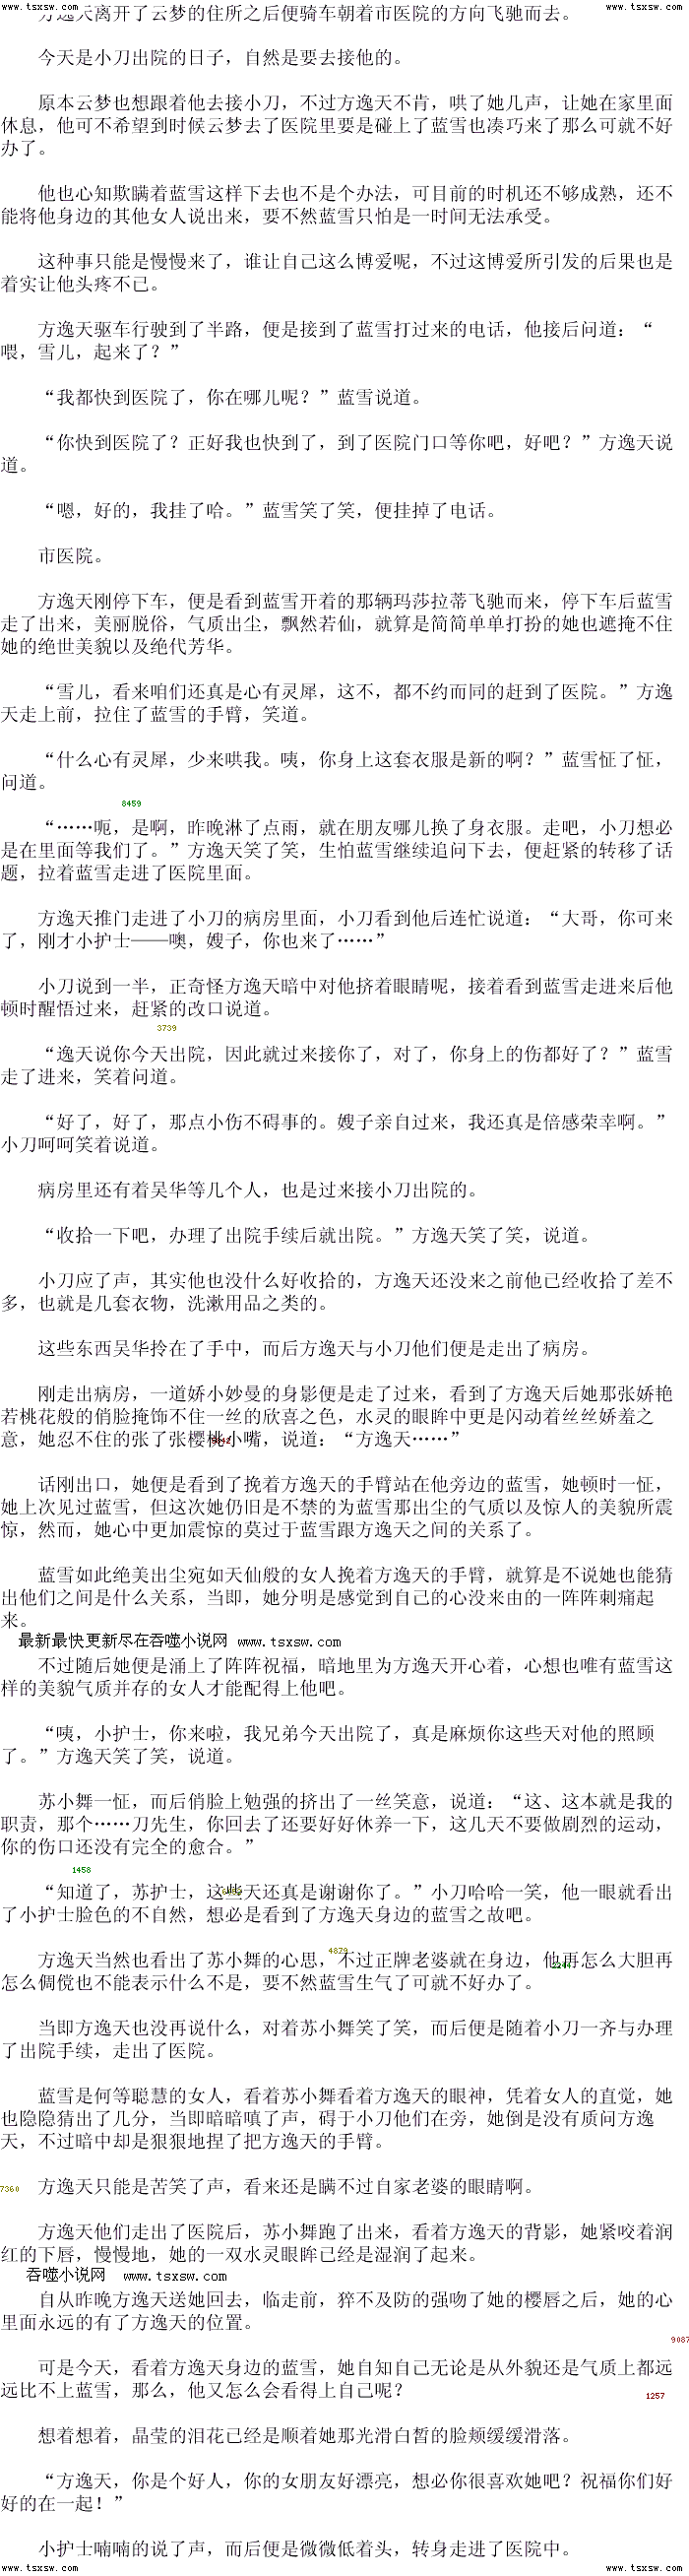 www.tsxsw.com www.tsxsw.com
方逸天离开了云梦的住所之后便骑车朝着市医院的方向飞驰而去。
今天是小刀出院的日子，自然是要去接他的。
原本云梦也想跟着他去接小刀，不过方逸天不肯，哄了她几声，让她在家里面
休息，他可不希望到时候云梦去了医院里要是碰上了蓝雪也凑巧来了那么可就不好
办了。
他也心知欺瞒着蓝雪这样下去也不是个办法，可目前的时机还不够成熟，还不
能将他身边的其他女人说出来，要不然蓝雪只怕是一时间无法承受。
这种事只能是慢慢来了，谁让自己这么博爱呢，不过这博爱所引发的后果也是
着实让他头疼不已。
方逸天驱车行驶到了半路，便是接到了蓝雪打过来的电话，他接后问道：“
喂，雪儿，起来了？”
“我都快到医院了，你在哪儿呢？”蓝雪说道。
“你快到医院了？正好我也快到了，到了医院门口等你吧，好吧？”方逸天说
道。
“嗯，好的，我挂了哈。”蓝雪笑了笑，便挂掉了电话。
市医院。
方逸天刚停下车，便是看到蓝雪开着的那辆玛莎拉蒂飞驰而来，停下车后蓝雪
走了出来，美丽脱俗，气质出尘，飘然若仙，就算是简简单单打扮的她也遮掩不住
她的绝世美貌以及绝代芳华。
“雪儿，看来咱们还真是心有灵犀，这不，都不约而同的赶到了医院。”方逸
天走上前，拉住了蓝雪的手臂，笑道。
“什么心有灵犀，少来哄我。咦，你身上这套衣服是新的啊？”蓝雪怔了怔，
问道。
8459
“……呃，是啊，昨晚淋了点雨，就在朋友哪儿换了身衣服。走吧，小刀想必
是在里面等我们了。”方逸天笑了笑，生怕蓝雪继续追问下去，便赶紧的转移了话
题，拉着蓝雪走进了医院里面。
方逸天推门走进了小刀的病房里面，小刀看到他后连忙说道：“大哥，你可来
了，刚才小护士——噢，嫂子，你也来了……”
小刀说到一半，正奇怪方逸天暗中对他挤着眼睛呢，接着看到蓝雪走进来后他
顿时醒悟过来，赶紧的改口说道。
3739
“逸天说你今天出院，因此就过来接你了，对了，你身上的伤都好了？”蓝雪
走了进来，笑着问道。
“好了，好了，那点小伤不碍事的。嫂子亲自过来，我还真是倍感荣幸啊。”
小刀呵呵笑着说道。
病房里还有着吴华等几个人，也是过来接小刀出院的。
“收拾一下吧，办理了出院手续后就出院。”方逸天笑了笑，说道。
小刀应了声，其实他也没什么好收拾的，方逸天还没来之前他已经收拾了差不
多，也就是几套衣物，洗漱用品之类的。
这些东西吴华拎在了手中，而后方逸天与小刀他们便是走出了病房。
刚走出病房，一道娇小妙曼的身影便是走了过来，看到了方逸天后她那张娇艳
若桃花般的俏脸掩饰不住一丝的欣喜之色，水灵的眼眸中更是闪动着丝丝娇羞之
意，她忍不住的张了张樱桃小嘴，说道：“方逸天……”
话刚出口，她便是看到了挽着方逸天的手臂站在他旁边的蓝雪，她顿时一怔，
她上次见过蓝雪，但这次她仍旧是不禁的为蓝雪那出尘的气质以及惊人的美貌所震
惊，然而，她心中更加震惊的莫过于蓝雪跟方逸天之间的关系了。
蓝雪如此绝美出尘宛如天仙般的女人挽着方逸天的手臂，就算是不说她也能猜
出他们之间是什么关系，当即，她分明是感觉到自己的心没来由的一阵阵刺痛起
来。
最新最快更新尽在吞噬小说网 www.tsxsw.com
不过随后她便是涌上了阵阵祝福，暗地里为方逸天开心着，心想也唯有蓝雪这
样的美貌气质并存的女人才能配得上他吧。
“咦，小护士，你来啦，我兄弟今天出院了，真是麻烦你这些天对他的照顾
了。”方逸天笑了笑，说道。
苏小舞一怔，而后俏脸上勉强的挤出了一丝笑意，说道：“这、这本就是我的
职责，那个……刀先生，你回去了还要好好休养一下，这几天不要做剧烈的运动，
你的伤口还没有完全的愈合。”
1458
“知道了，苏护士，这些天还真是谢谢你了。”小刀哈哈一笑，他一眼就看出
了小护士脸色的不自然，想必是看到了方逸天身边的蓝雪之故吧。
4829
方逸天当然也看出了苏小舞的心思，不过正牌老婆就在身边，他再怎么大胆再
怎么倜傥也不能表示什么不是，要不然蓝雪生气了可就不好办了。
当即方逸天也没再说什么，对着苏小舞笑了笑，而后便是随着小刀一齐与办理
了出院手续，走出了医院。
蓝雪是何等聪慧的女人，看着苏小舞看着方逸天的眼神，凭着女人的直觉，她
也隐隐猜出了几分，当即暗暗嗔了声，碍于小刀他们在旁，她倒是没有质问方逸
天，不过暗中却是狠狠地捏了把方逸天的手臂。
7360
方逸天只能是苦笑了声，看来还是瞒不过自家老婆的眼睛啊。
方逸天他们走出了医院后，苏小舞跑了出来，看着方逸天的背影，她紧咬着润
红的下唇，慢慢地，她的一双水灵眼眸已经是湿润了起来。
吞噬小说网 www.tsxsw.com
自从昨晚方逸天送她回去，临走前，猝不及防的强吻了她的樱唇之后，她的心
里面永远的有了方逸天的位置。
9087
可是今天，看着方逸天身边的蓝雪，她自知自己无论是从外貌还是气质上都远
远比不上蓝雪，那么，他又怎么会看得上自己呢？
1257
想着想着，晶莹的泪花已经是顺着她那光滑白皙的脸颊缓缓滑落。
“方逸天，你是个好人，你的女朋友好漂亮，想必你很喜欢她吧？祝福你们好
好的在一起！”
小护士喃喃的说了声，而后便是微微低着头，转身走进了医院中。
www.tsxsw.com www.tsxsw.com